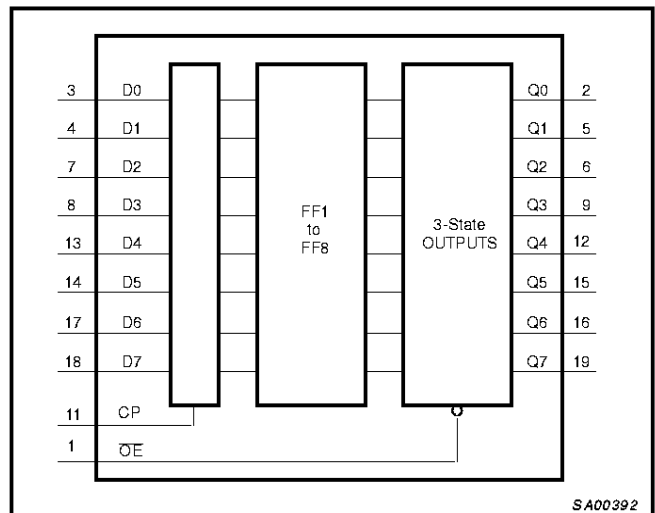 3 D0 Q0 2
4 D1 Q1 5
7 D2 Q2 6
8 D3 Q3 9
13 D4 Q4 12
14 D5 Q5 15
17 D6 Q6 16
18 D7 Q7 19
FF1
to
FF8
3-State
OUTPUTS
11 CP
1 O̅E̅
SA00392